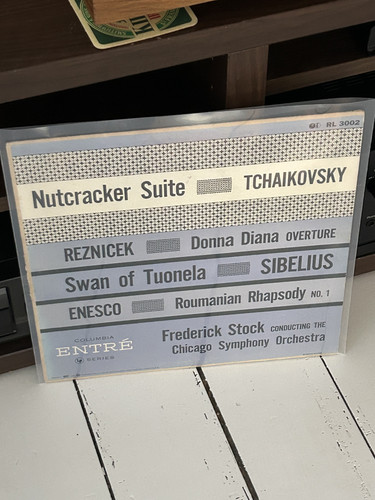 RL 3002
Nutcracker Suite TCHAIKOVSKY
REZNICEK Donna Diana OVERTURE
Swan of Tuonela SIBELIUS
ENESCO Roumanian Rhapsody NO. 1
COLUMBIA
ENTRÉ
SERIES
Frederick Stock CONDUCTING THE
Chicago Symphony Orchestra